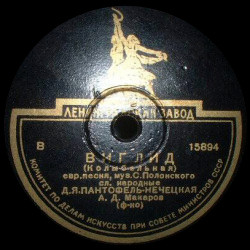 ЛЕНИНГРАДСКИЙ ЗАВОД
В 15894
ВИГЛИД
(Колыбельная)
евр.песня, муз.С.Полонского
сл. народные
Д.Я.ПАНТОФЕЛЬ-НЕЧЕЦКАЯ
А. Д. Макаров
(ф-но)
КОМИТЕТ ПО ДЕЛАМ ИСКУССТВ ПРИ СОВЕТЕ МИНИСТРОВ